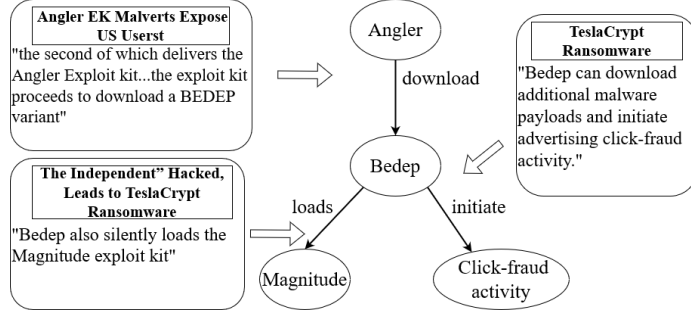 Angler EK Malverts Expose
US Userst
"the second of which delivers the
Angler Exploit kit...the exploit kit
proceeds to download a BEDEP
variant"
Angler
download
TeslaCrypt
Ransomware
"Bedep can download
additional malware
payloads and initiate
advertising click-fraud
activity."
Bedep
The Independent” Hacked,
Leads to TeslaCrypt
Ransomware
"Bedep also silently loads the
Magnitude exploit kit"
loads
initiate
Magnitude
Click-fraud
activity